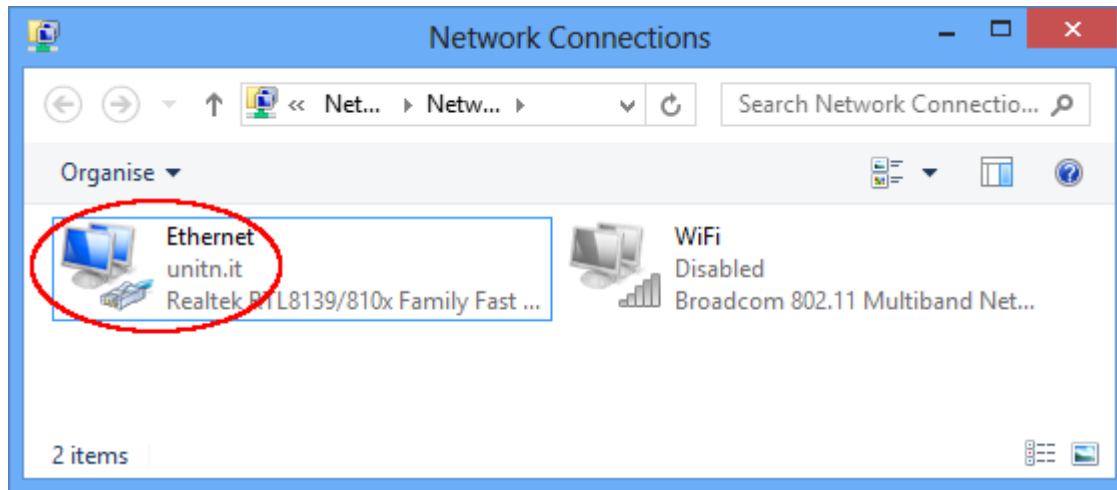 Network Connections
« Net... Netw...
Search Network Connectio...
Organise
Ethernet
unitn.it
Realtek RTL8139/810x Family Fast ...
WiFi
Disabled
Broadcom 802.11 Multiband Net...
2 items